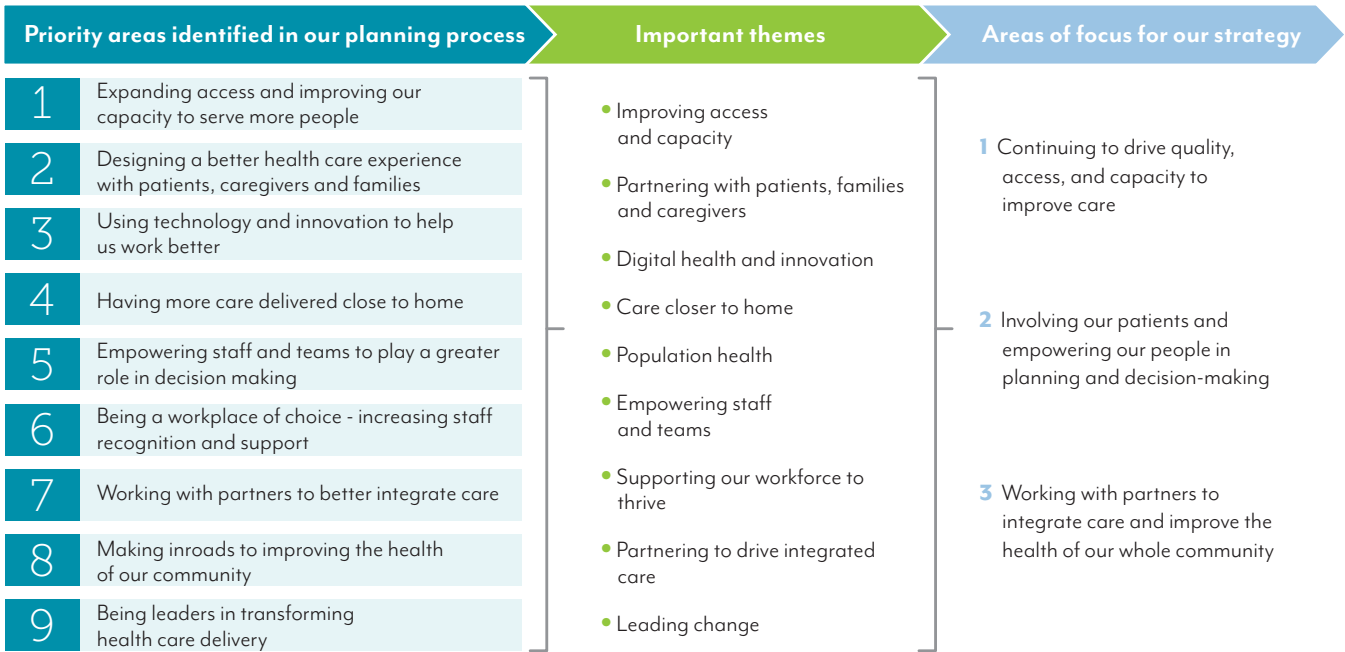 Priority areas identified in our planning process
Important themes
Areas of focus for our strategy
1
Expanding access and improving our
capacity to serve more people
2
Designing a better health care experience
with patients, caregivers and families
3
Using technology and innovation to help
us work better
4
Having more care delivered close to home
5
Empowering staff and teams to play a greater
role in decision making
6
Being a workplace of choice - increasing staff
recognition and support
7
Working with partners to better integrate care
8
Making inroads to improving the health
of our community
9
Being leaders in transforming
health care delivery
• Improving access
and capacity
• Partnering with patients, families
and caregivers
• Digital health and innovation
• Care closer to home
• Population health
• Empowering staff
and teams
• Supporting our workforce to
thrive
• Partnering to drive integrated
care
• Leading change
1 Continuing to drive quality,
access, and capacity to
improve care
2 Involving our patients and
empowering our people in
planning and decision-making
3 Working with partners to
integrate care and improve the
health of our whole community